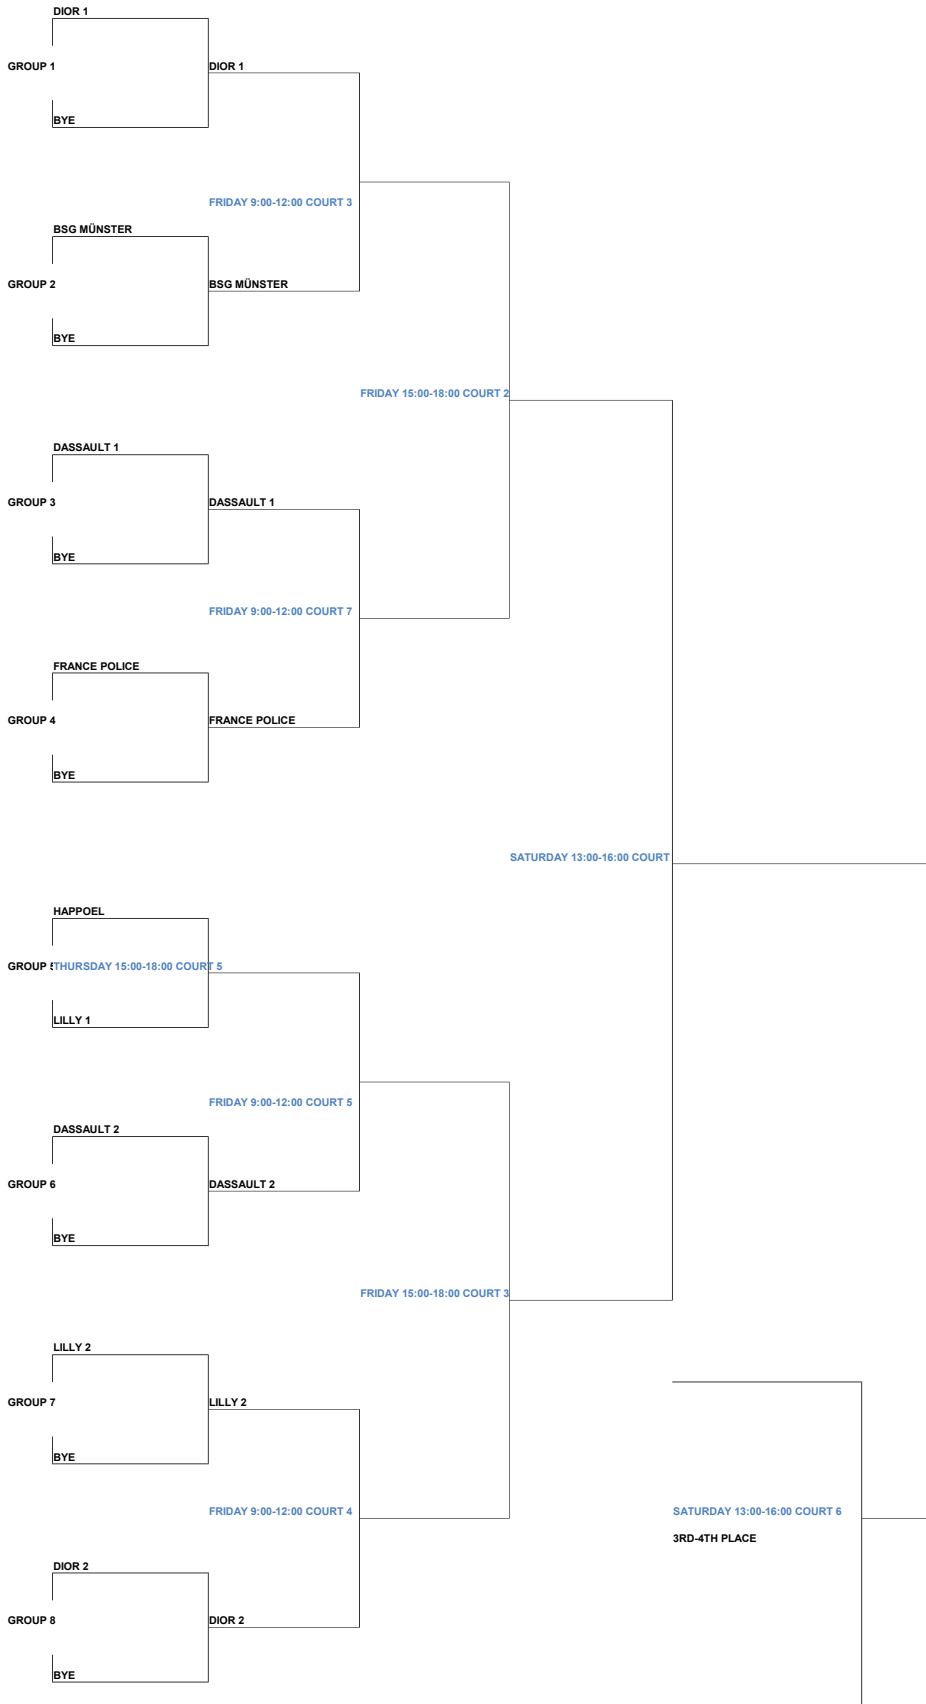 DIOR 1
GROUP 1
DIOR 1
BYE
FRIDAY 9:00-12:00 COURT 3
BSG MÜNSTER
GROUP 2
BSG MÜNSTER
BYE
FRIDAY 15:00-18:00 COURT 2
DASSAULT 1
GROUP 3
DASSAULT 1
BYE
FRIDAY 9:00-12:00 COURT 7
FRANCE POLICE
GROUP 4
FRANCE POLICE
BYE
SATURDAY 13:00-16:00 COURT
HAPPOEL
GROUP 5
THURSDAY 15:00-18:00 COURT 5
LILLY 1
FRIDAY 9:00-12:00 COURT 5
DASSAULT 2
GROUP 6
DASSAULT 2
BYE
FRIDAY 15:00-18:00 COURT 3
LILLY 2
GROUP 7
LILLY 2
BYE
FRIDAY 9:00-12:00 COURT 4
SATURDAY 13:00-16:00 COURT 6
3RD-4TH PLACE
DIOR 2
GROUP 8
DIOR 2
BYE